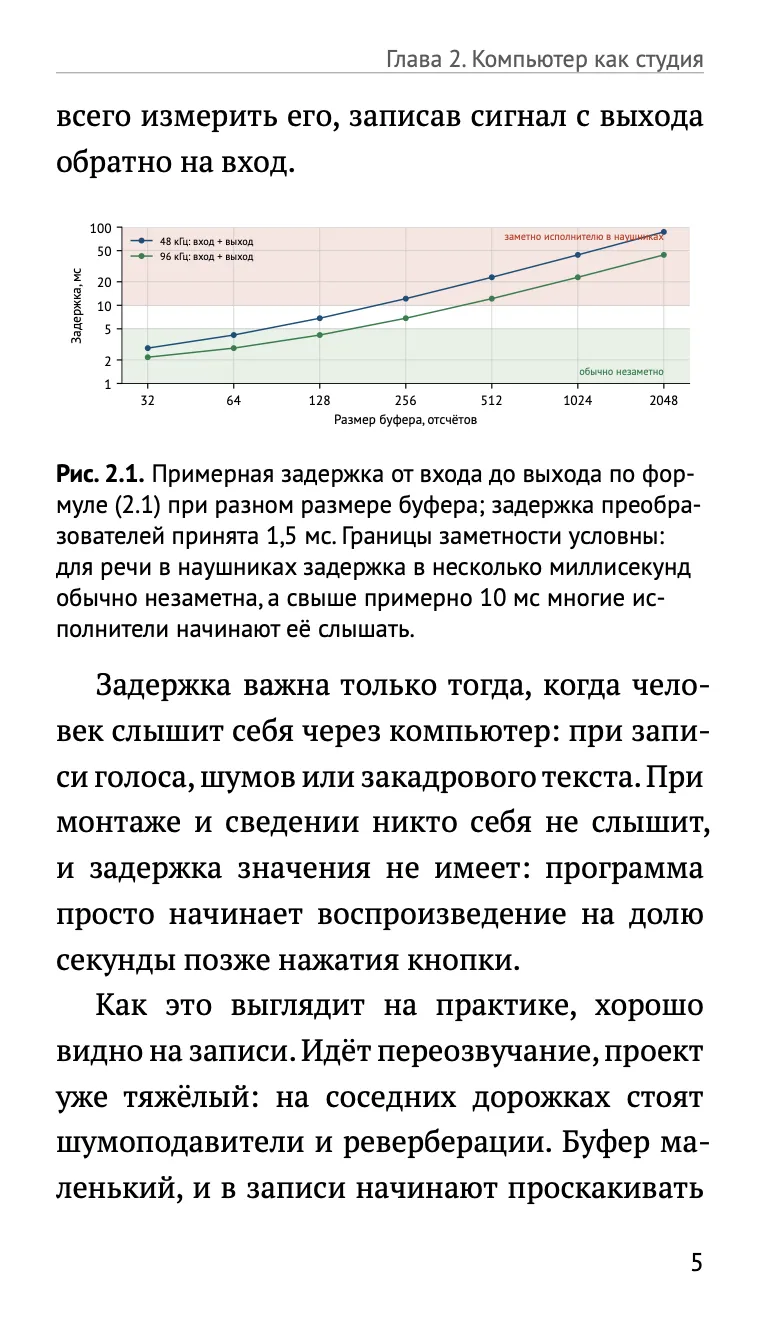 Глава 2. Компьютер как студия
всего измерить его, записав сигнал с выхода
обратно на вход.
100
50
20
10
5
2
1
Задержка, мс
48 кГц: вход + выход
96 кГц: вход + выход
заметно исполнителю в наушниках
обычно незаметно
32 64 128 256 512 1024 2048
Размер буфера, отсчётов
Рис. 2.1. Примерная задержка от входа до выхода по фор-
муле (2.1) при разном размере буфера; задержка преобра-
зователей принята 1,5 мс. Границы заметности условны:
для речи в наушниках задержка в несколько миллисекунд
обычно незаметна, а свыше примерно 10 мс многие ис-
полнители начинают её слышать.
Задержка важна только тогда, когда чело-
век слышит себя через компьютер: при запи-
си голоса, шумов или закадрового текста. При
монтаже и сведении никто себя не слышит,
и задержка значения не имеет: программа
просто начинает воспроизведение на долю
секунды позже нажатия кнопки.
Как это выглядит на практике, хорошо
видно на записи. Идёт переозвучание, проект
уже тяжёлый: на соседних дорожках стоят
шумоподавители и реверберации. Буфер ма-
ленький, и в записи начинают проскакивать
5